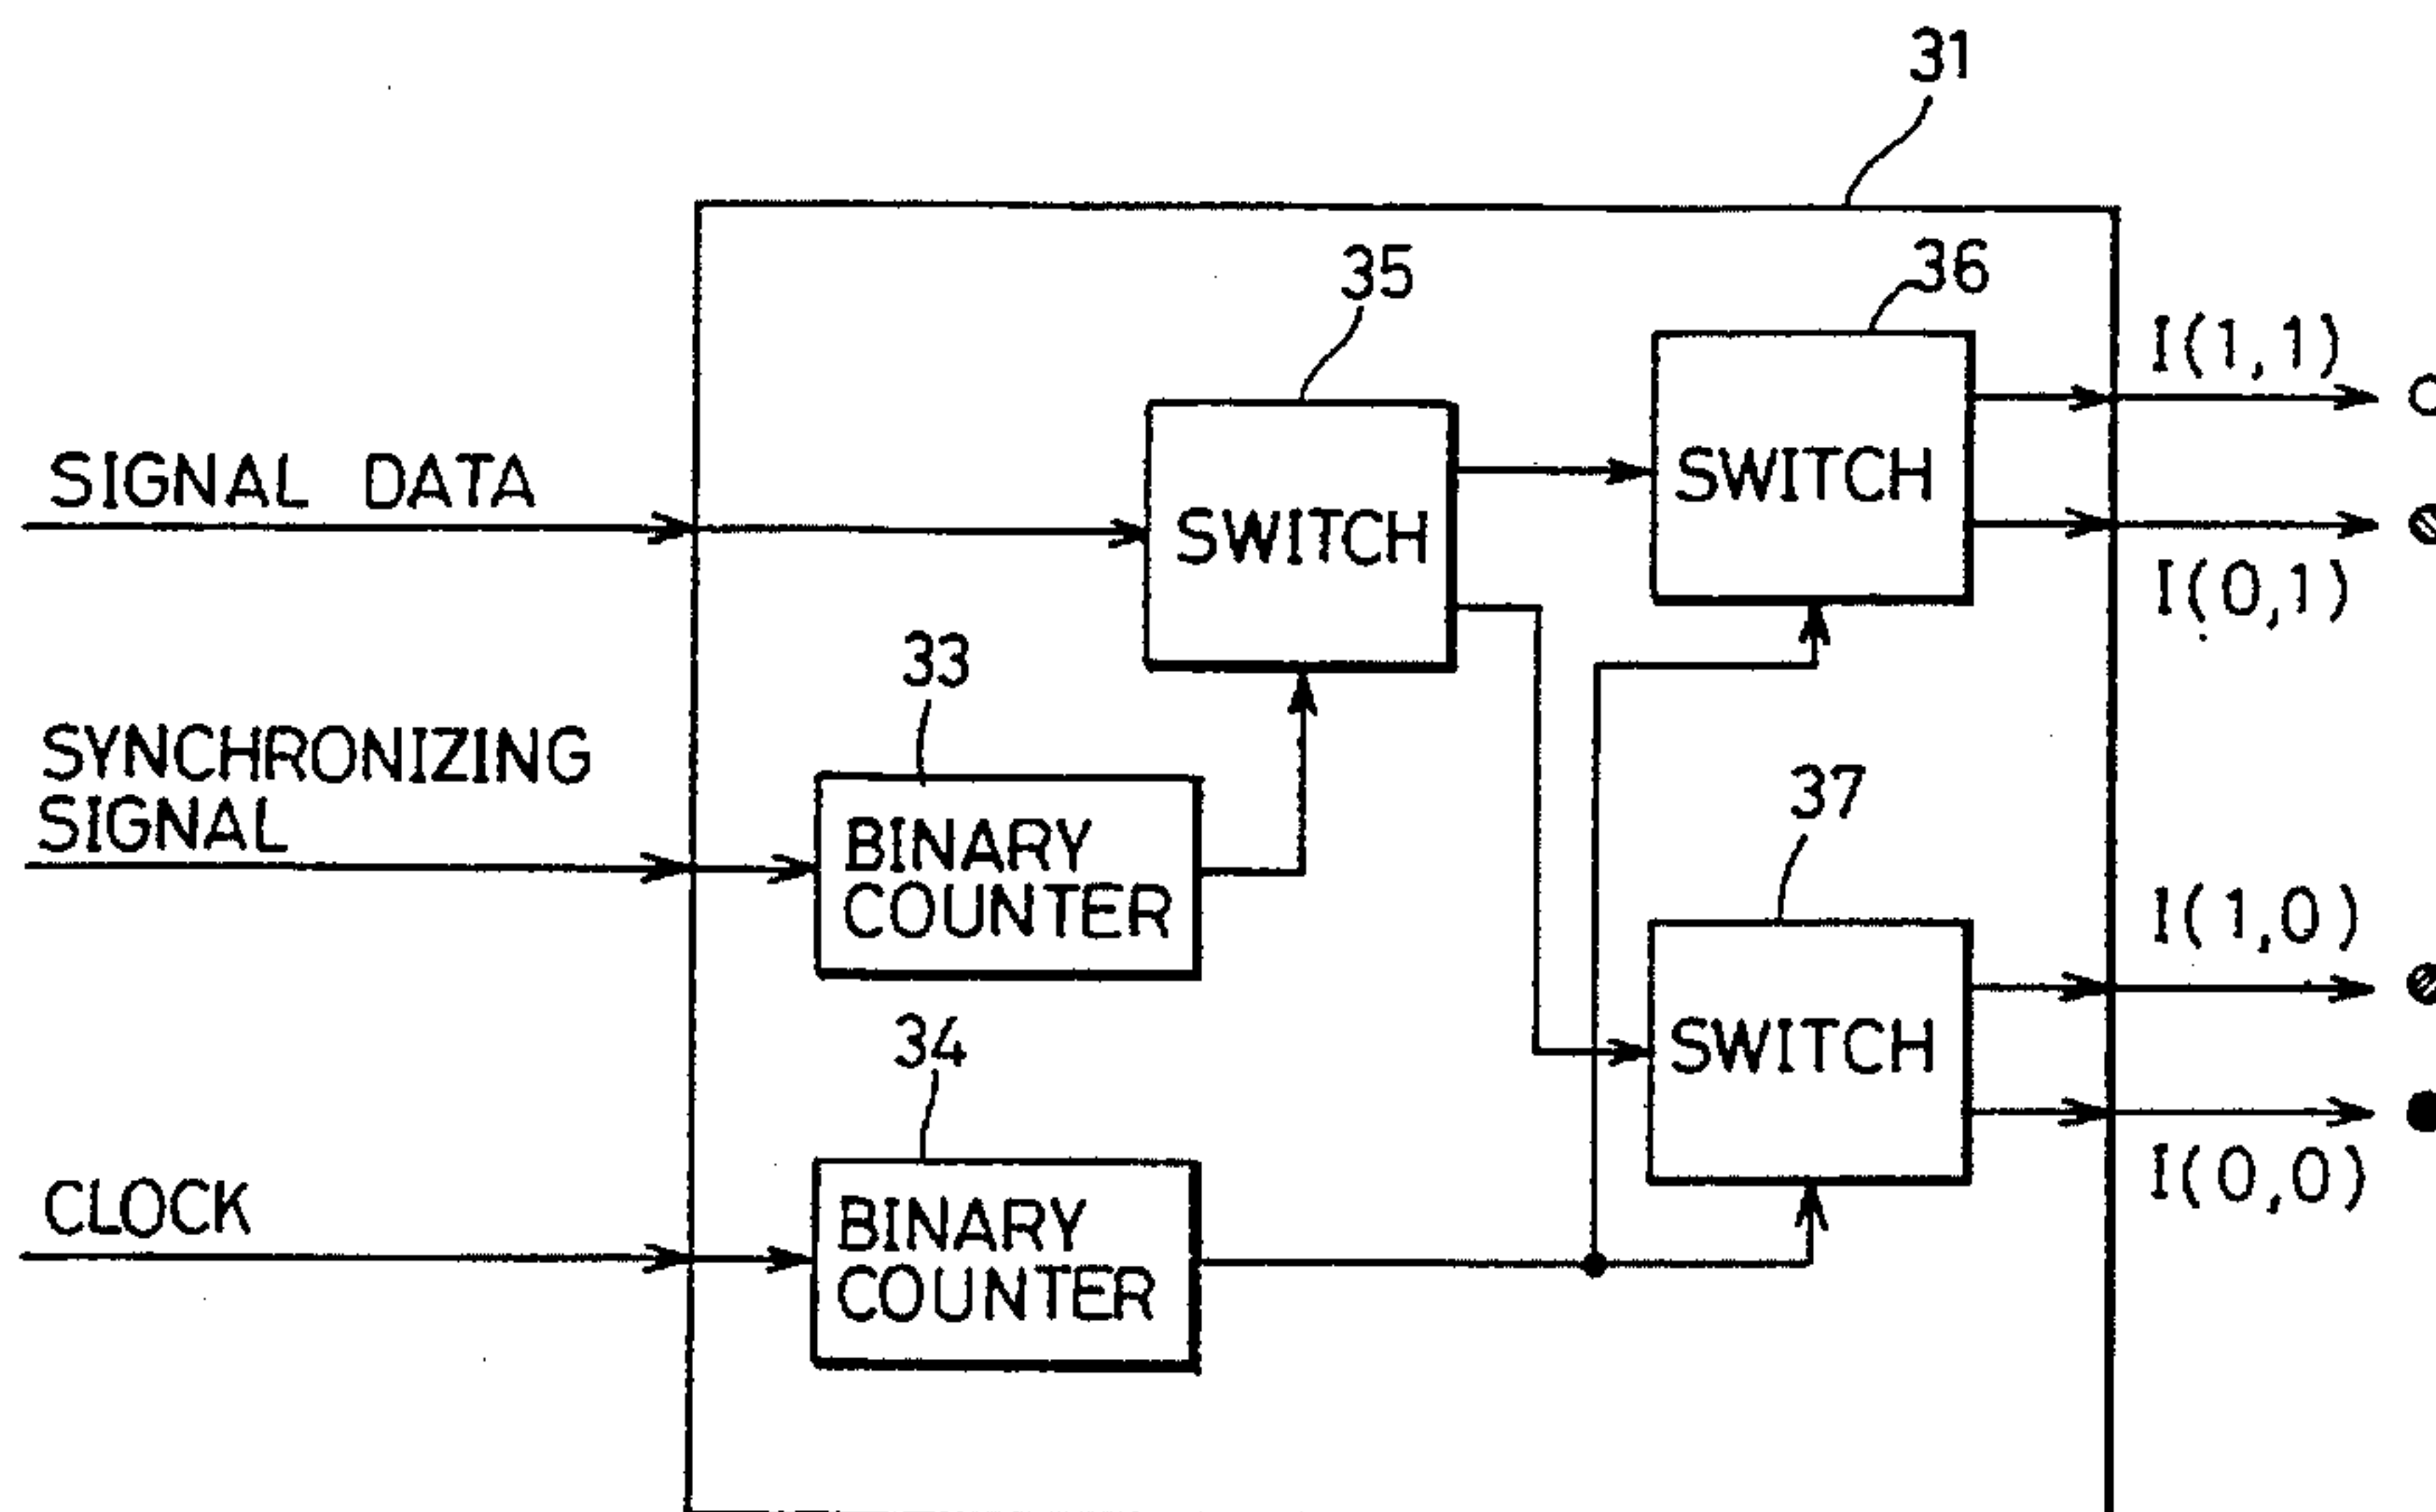 31
35
36
I(1,1)
SIGNAL DATA
SWITCH
SWITCH
I(0,1)
33
SYNCHRONIZING
SIGNAL
BINARY
COUNTER
37
I(1,0)
34
SWITCH
CLOCK
BINARY
COUNTER
I(0,0)